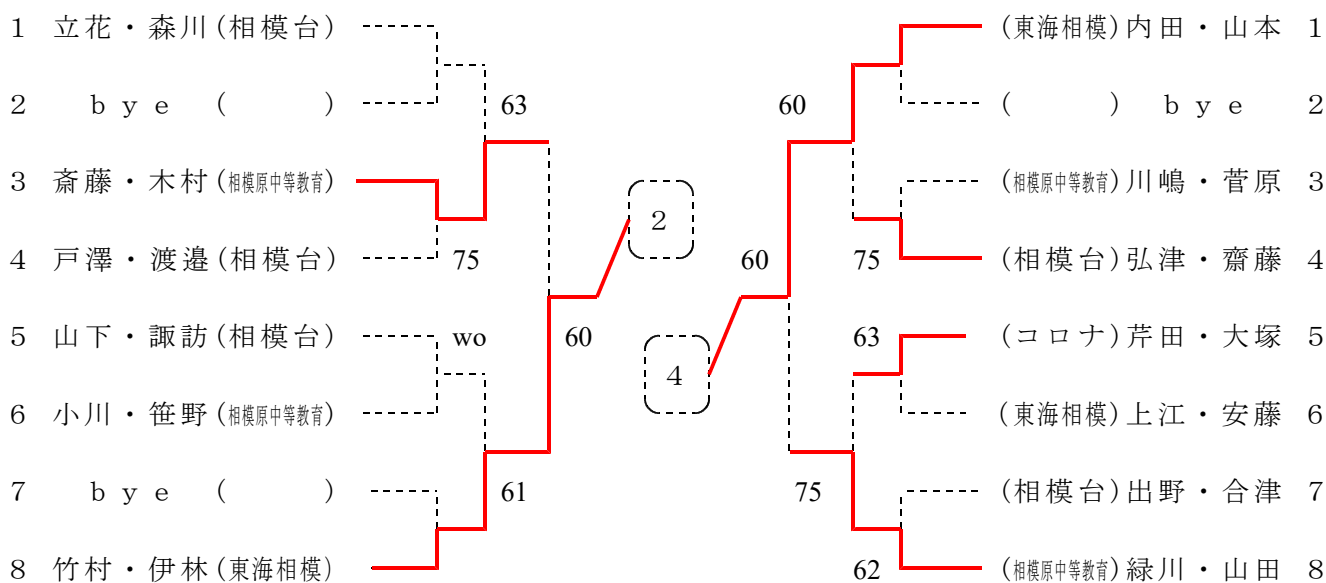 1 立花・森川(相模台)
2 bye ( )
63
3 斎藤・木村(相模原中等教育)
4 戸澤・渡邉(相模台)
75
5 山下・諏訪(相模台)
wo
60
6 小川・笹野(相模原中等教育)
7 bye ( )
61
8 竹村・伊林(東海相模)
2
4
(東海相模)内田・山本 1
60
( ) bye 2
(相模原中等教育)川嶋・菅原 3
60
75
(相模台)弘津・齋藤 4
63
(コロナ)芹田・大塚 5
(東海相模)上江・安藤 6
75
(相模台)出野・合津 7
62
(相模原中等教育)緑川・山田 8